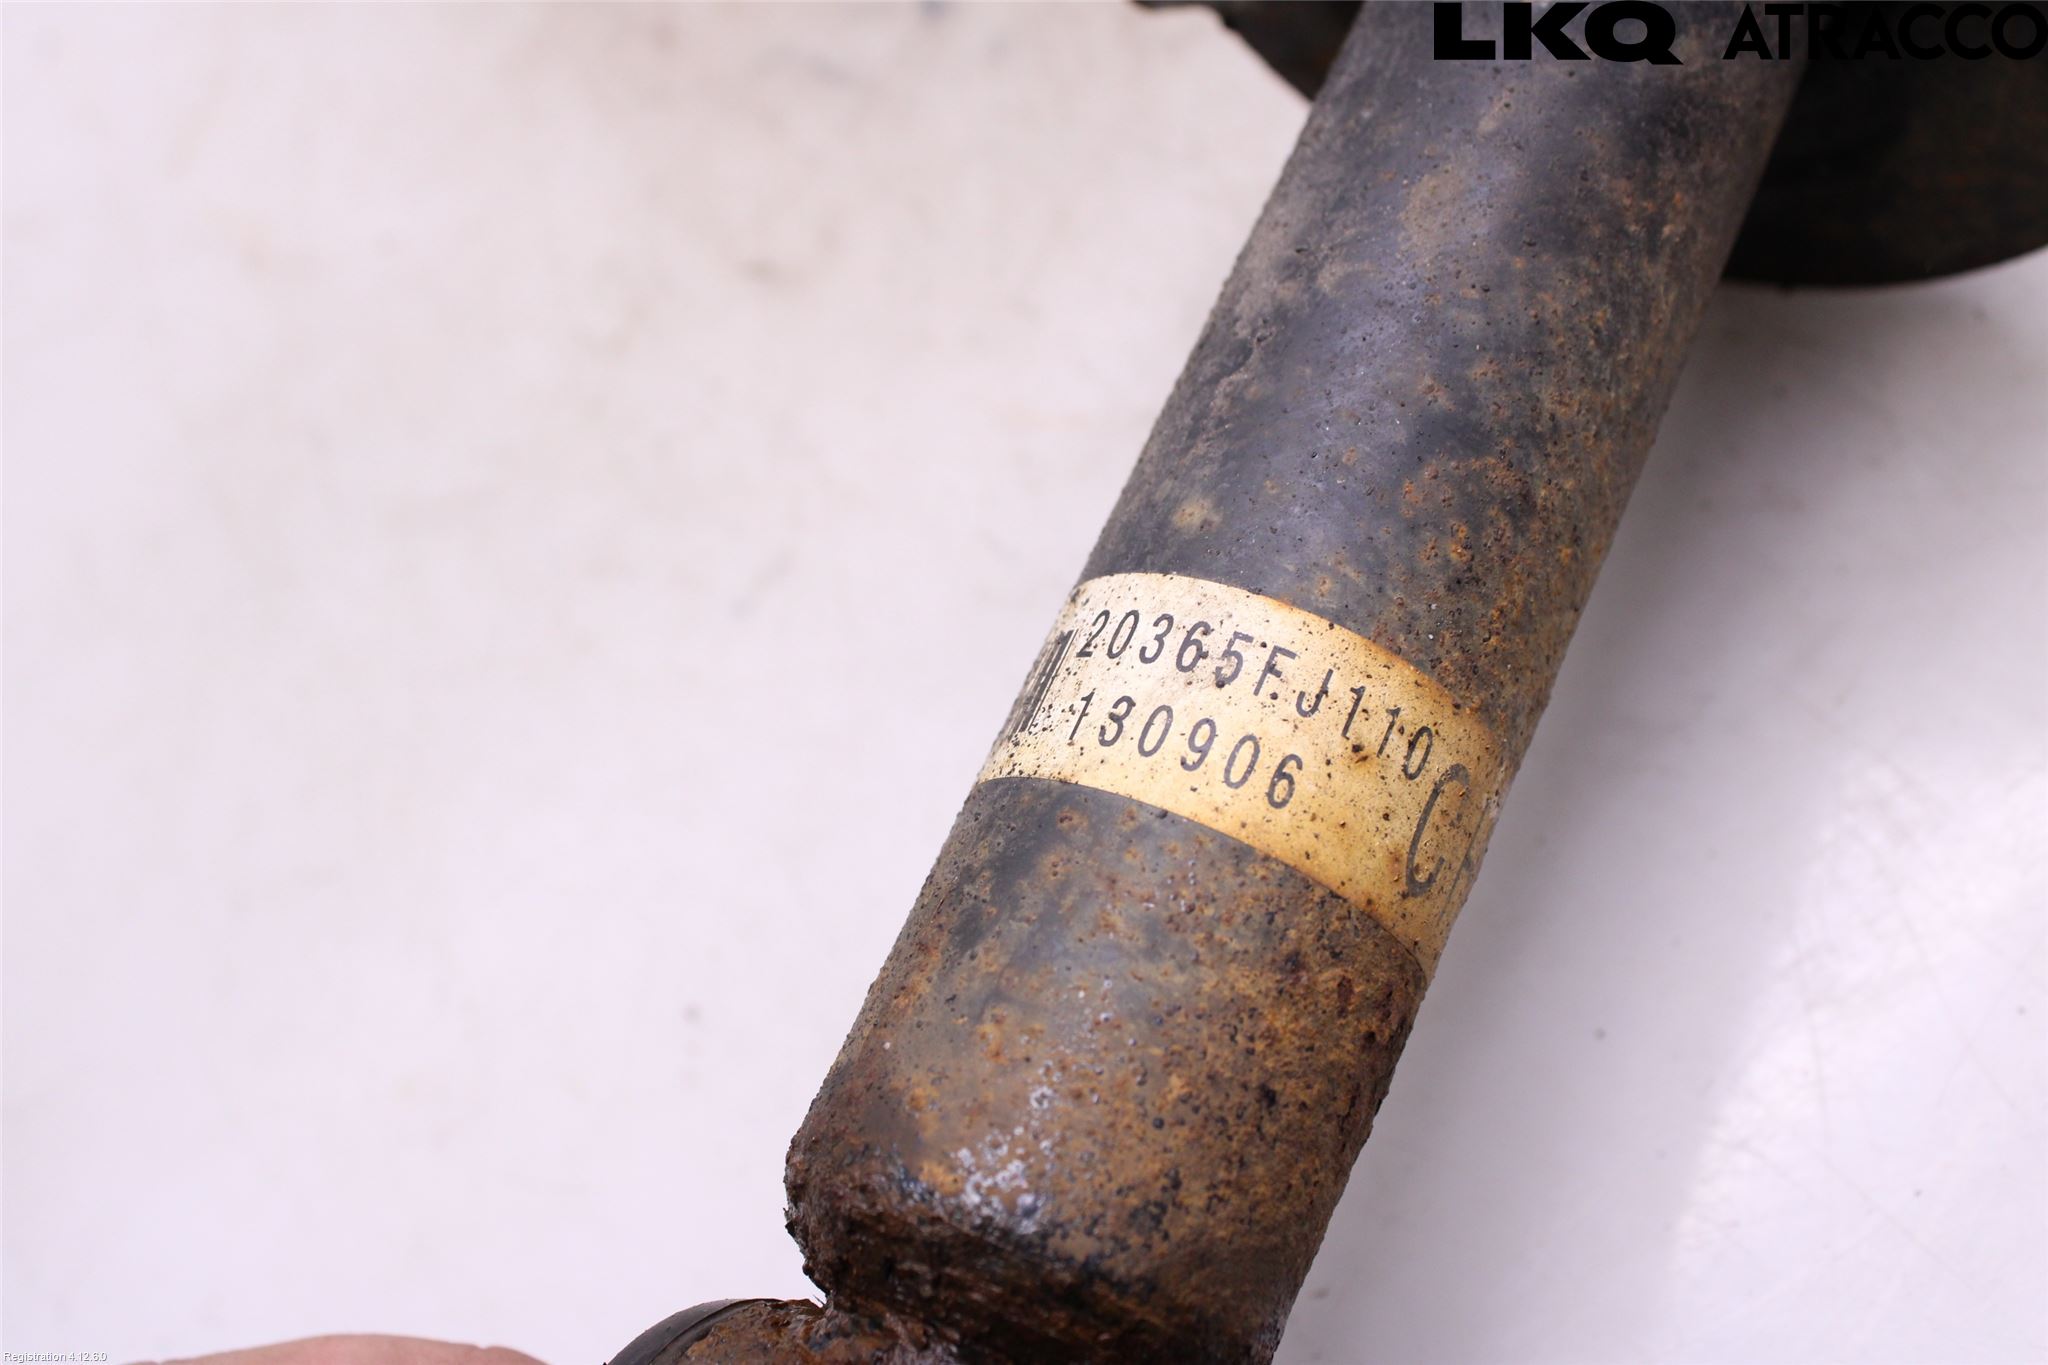 LKQ ATRACCO
20365FJ110
130906
Registration 4.12.6.0